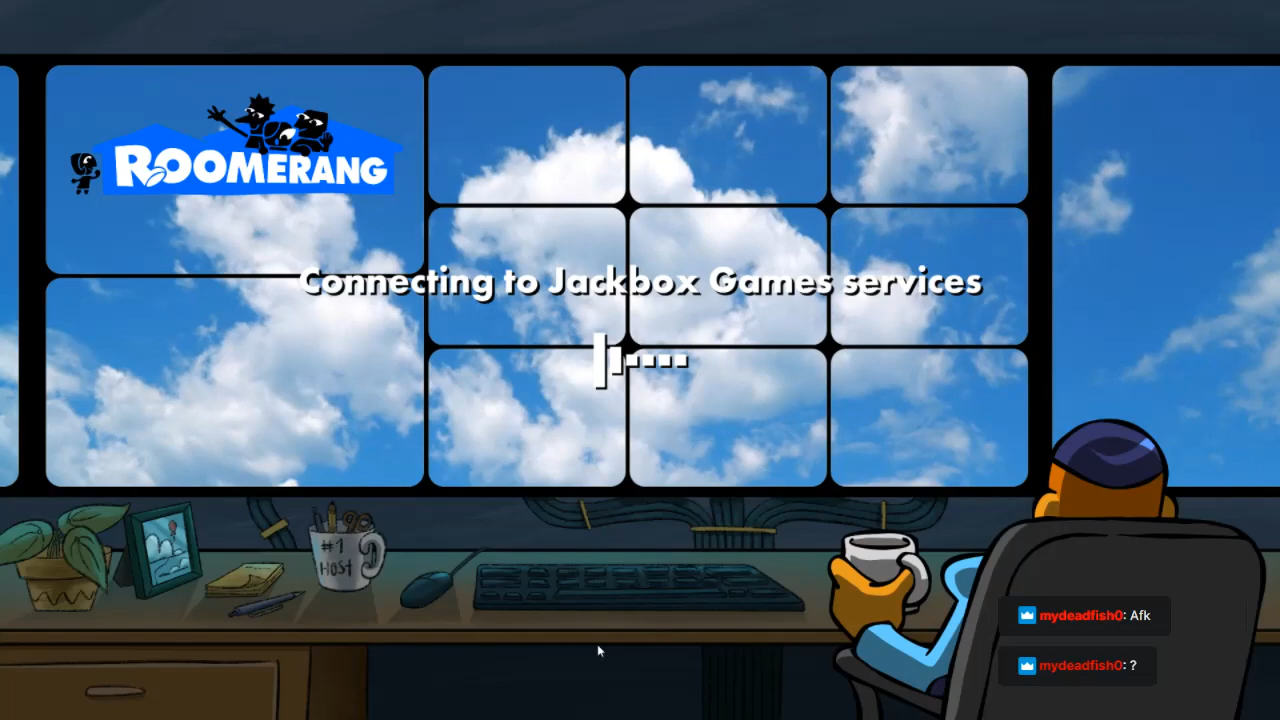 ROOMERANG
Connecting to Jackbox Games services
#1
HOST
mydeadfish0: Afk
mydeadfish0: ?